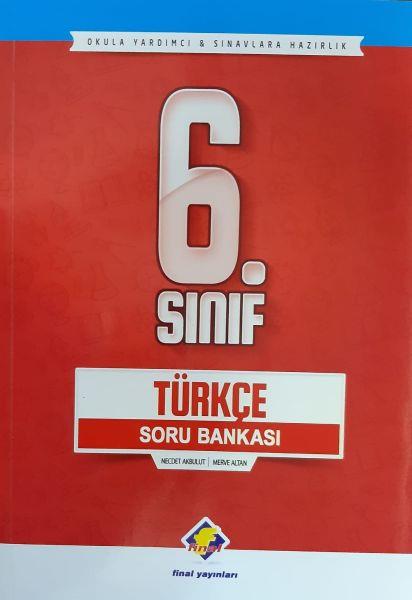 OKULA YARDIMCI & SINAVLARA HAZIRLIK
6.
SINIF
TÜRKÇE
SORU BANKASI
NECDET AKBULUT | MERVE ALTAN
final
final yayınları